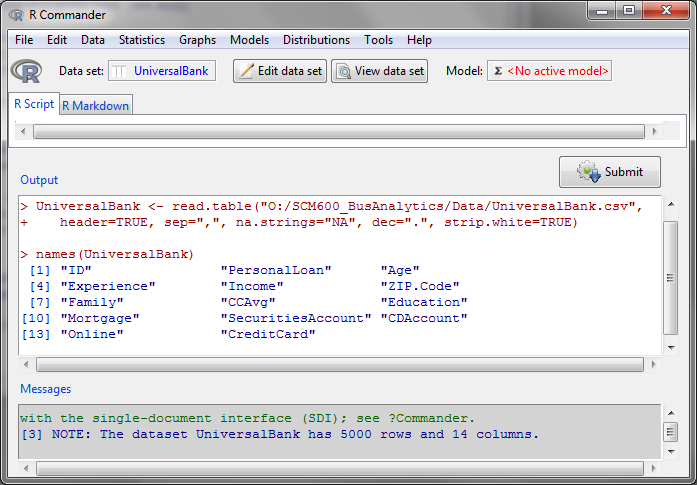 R Commander
File Edit Data Statistics Graphs Models Distributions Tools Help
R Data set: UniversalBank Edit data set View data set Model: Σ <No active model>
R Script R Markdown
Submit
Output
> UniversalBank <- read.table("O:/SCM600_BusAnalytics/Data/UniversalBank.csv",
+    header=TRUE, sep=",", na.strings="NA", dec=".", strip.white=TRUE)
> names(UniversalBank)
[1] "ID" "PersonalLoan" "Age"
[4] "Experience" "Income" "ZIP.Code"
[7] "Family" "CCAvg" "Education"
[10] "Mortgage" "SecuritiesAccount" "CDAccount"
[13] "Online" "CreditCard"
Messages
with the single-document interface (SDI); see ?Commander.
[3] NOTE: The dataset UniversalBank has 5000 rows and 14 columns.